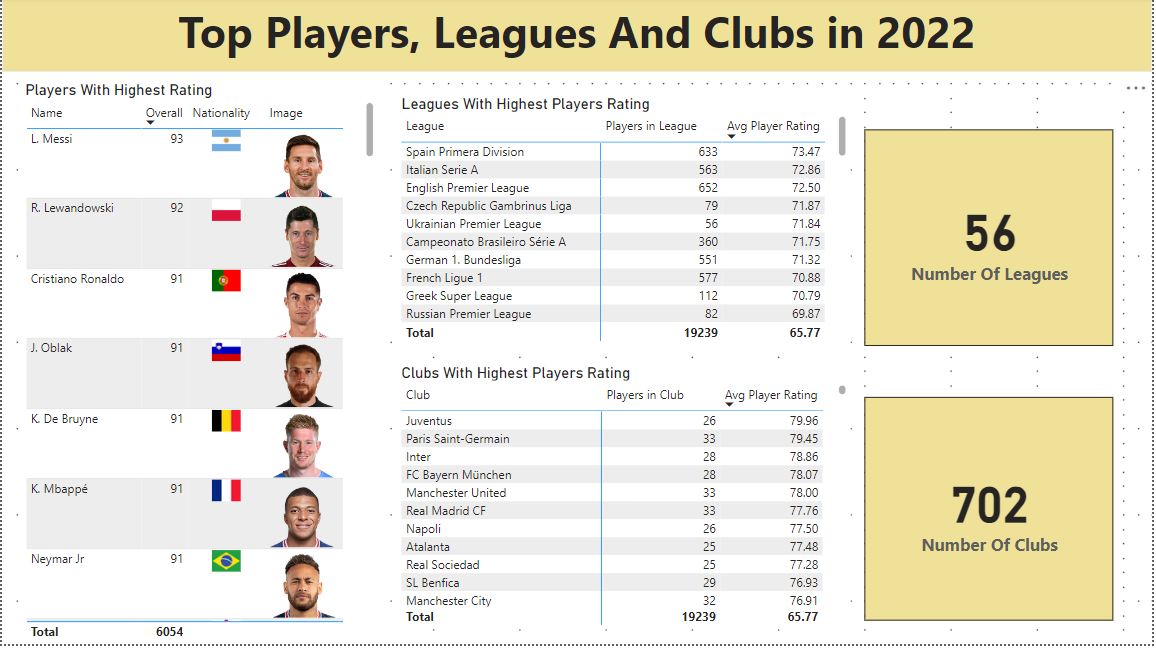 Top Players, Leagues And Clubs in 2022
Players With Highest Rating
Name Overall Nationality Image
L. Messi 93
R. Lewandowski 92
Cristiano Ronaldo 91
J. Oblak 91
K. De Bruyne 91
K. Mbappé 91
Neymar Jr 91
Total 6054
Leagues With Highest Players Rating
League Players in League Avg Player Rating
Spain Primera Division 633 73.47
Italian Serie A 563 72.86
English Premier League 652 72.50
Czech Republic Gambrinus Liga 79 71.87
Ukrainian Premier League 56 71.84
Campeonato Brasileiro Série A 360 71.75
German 1. Bundesliga 551 71.32
French Ligue 1 577 70.88
Greek Super League 112 70.79
Russian Premier League 82 69.87
Total 19239 65.77
Clubs With Highest Players Rating
Club Players in Club Avg Player Rating
Juventus 26 79.96
Paris Saint-Germain 33 79.45
Inter 28 78.86
FC Bayern München 28 78.07
Manchester United 33 78.00
Real Madrid CF 33 77.76
Napoli 26 77.50
Atalanta 25 77.48
Real Sociedad 25 77.28
SL Benfica 29 76.93
Manchester City 32 76.91
Total 19239 65.77
56
Number Of Leagues
702
Number Of Clubs